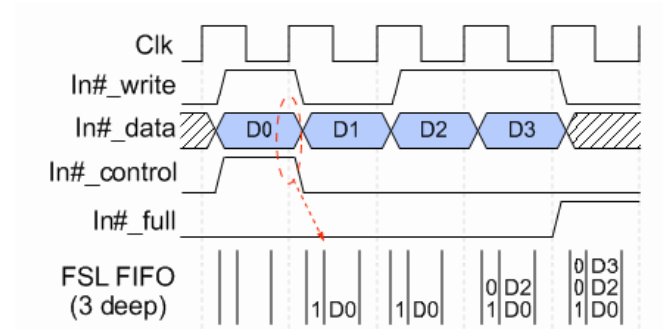 Clk
In#_write
In#_data D0 D1 D2 D3
In#_control
In#_full
FSL FIFO
(3 deep)
0 D3
0 D2 0 D2
1 D0 1 D0 1 D0 1 D0